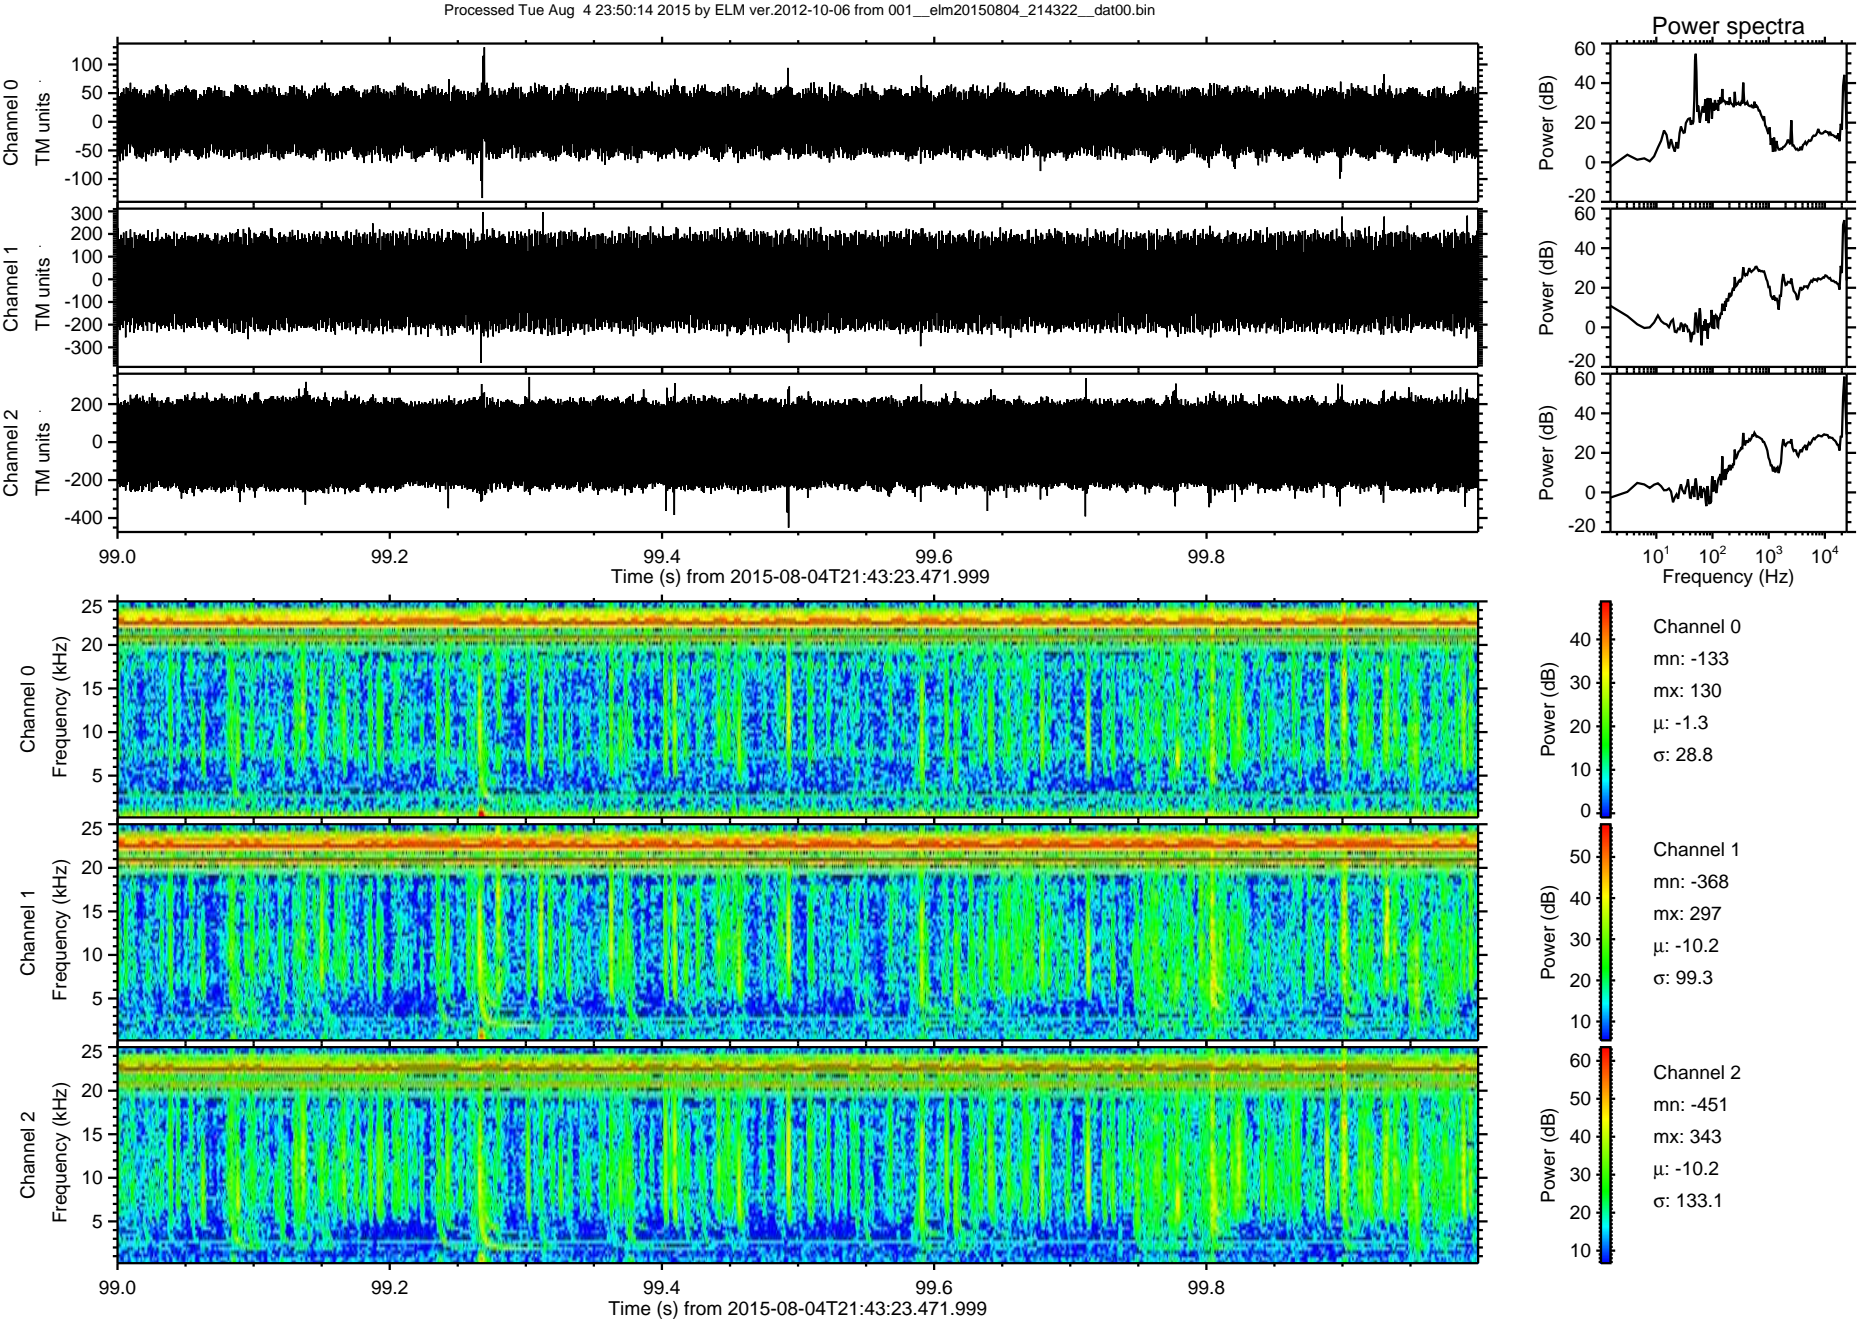 Processed Tue Aug  4 23:50:14 2015 by ELM ver.2012-10-06 from 001__elm20150804_214322__dat00.bin
Power spectra
Channel 0
TM units
100
50
0
-50
-100
Power (dB)
60
40
20
0
-20
Channel 1
TM units
300
200
100
0
-100
-200
-300
Power (dB)
60
40
20
0
-20
Channel 2
TM units
200
0
-200
-400
Power (dB)
60
40
20
0
-20
99.0 99.2 99.4 99.6 99.8
Time (s) from 2015-08-04T21:43:23.471.999
10¹ 10² 10³ 10⁴
Frequency (Hz)
Channel 0
Frequency (kHz)
25
20
15
10
5
Power (dB)
40
30
20
10
0
Channel 0
mn: -133
mx: 130
μ: -1.3
σ: 28.8
Channel 1
Frequency (kHz)
25
20
15
10
5
Power (dB)
50
40
30
20
10
Channel 1
mn: -368
mx: 297
μ: -10.2
σ: 99.3
Channel 2
Frequency (kHz)
25
20
15
10
5
Power (dB)
60
50
40
30
20
10
Channel 2
mn: -451
mx: 343
μ: -10.2
σ: 133.1
99.0 99.2 99.4 99.6 99.8
Time (s) from 2015-08-04T21:43:23.471.999